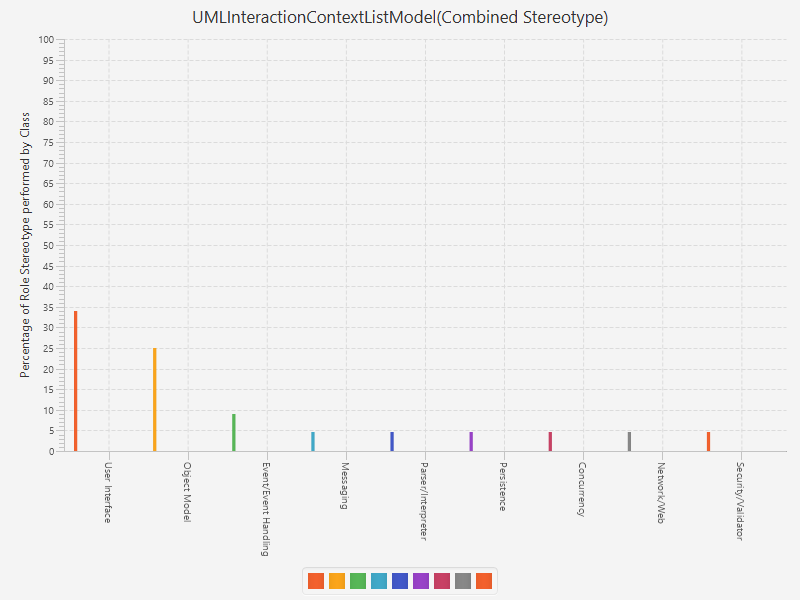 UMLInteractionContextListModel(Combined Stereotype)
Percentage of Role Stereotype performed by Class
100
95
90
85
80
75
70
65
60
55
50
45
40
35
30
25
20
15
10
5
0
User Interface
Object Model
Event/Event Handling
Messaging
Parser/Interpreter
Persistence
Concurrency
Network/Web
Security/Validator